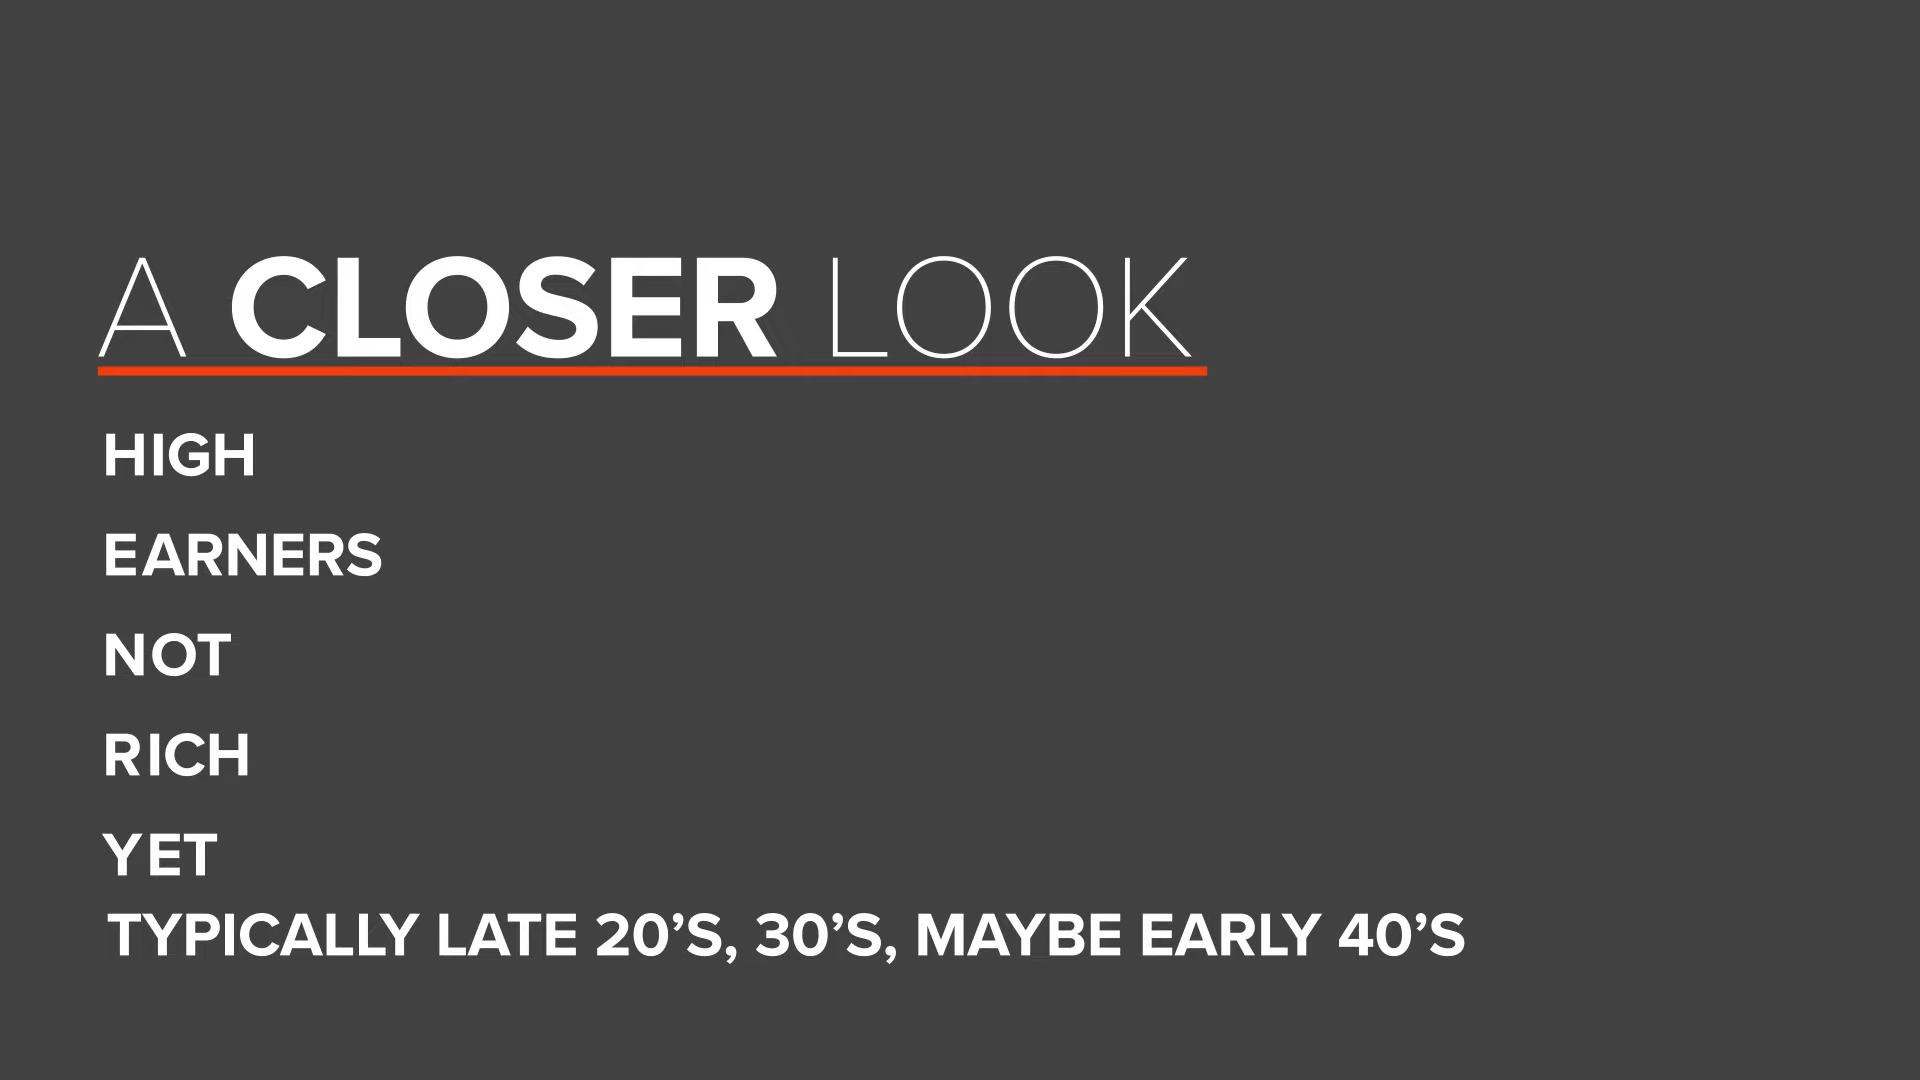 A CLOSER LOOK
HIGH
EARNERS
NOT
RICH
YET
TYPICALLY LATE 20’S, 30’S, MAYBE EARLY 40’S